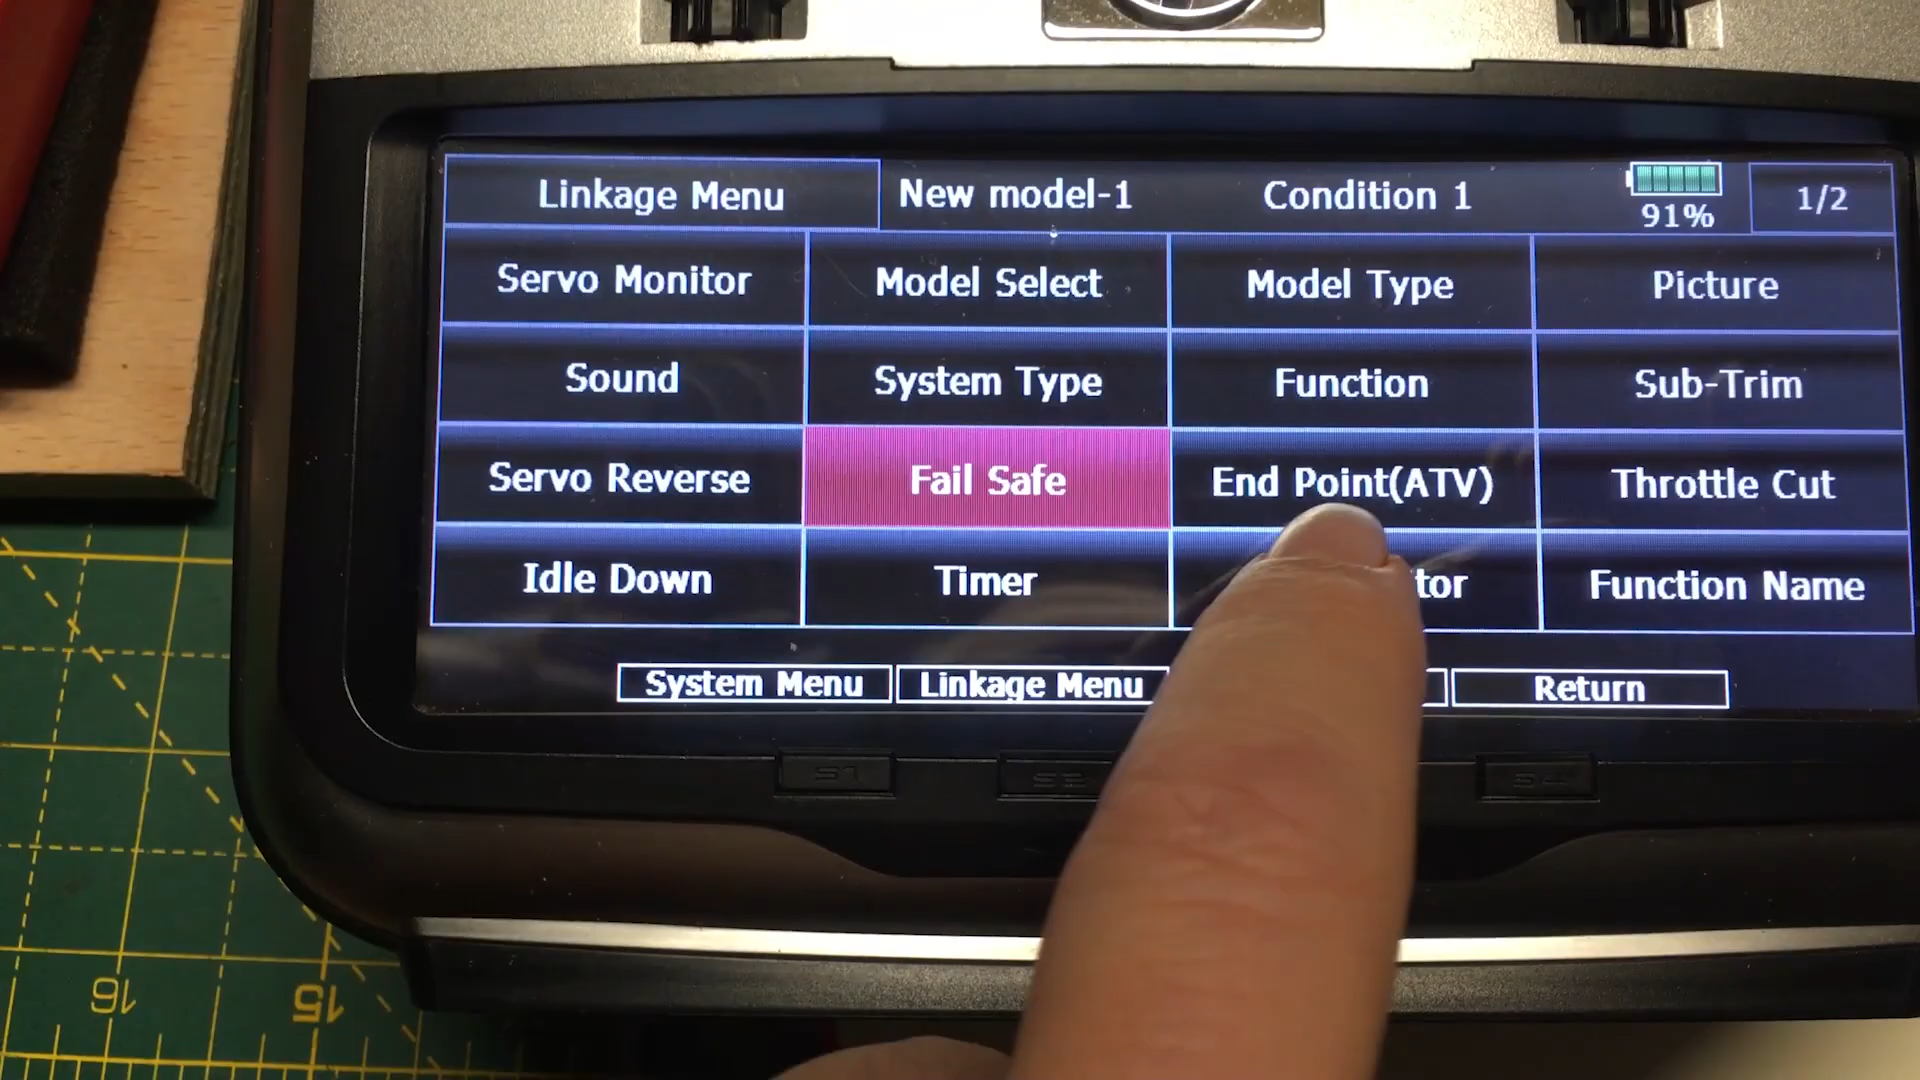 Linkage Menu New model-1 Condition 1 91% 1/2
Servo Monitor Model Select Model Type Picture
Sound System Type Function Sub-Trim
Servo Reverse Fail Safe End Point(ATV) Throttle Cut
Idle Down Timer Function Name
System Menu Linkage Menu Return
S1
16 15